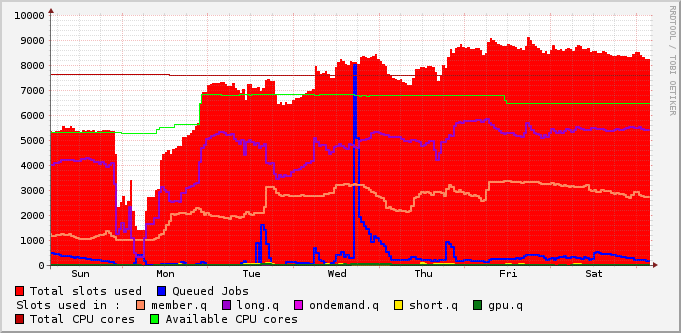 10000
9000
8000
7000
6000
5000
4000
3000
2000
1000
0
Sun Mon Tue Wed Thu Fri Sat
RRDTOOL / TOBI OETIKER
Total slots used Queued Jobs
Slots used in : member.q long.q ondemand.q short.q gpu.q
Total CPU cores Available CPU cores